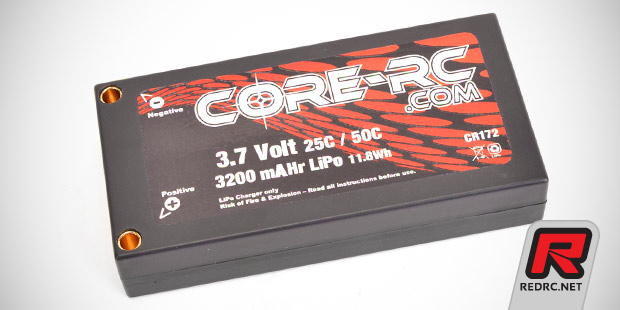 Negative
CORE-RC
.COM
CR172
3.7 Volt 25C / 50C
3200 mAHr LiPo 11.8Wh
Positive
LiPo Charger only
Risk of Fire & Explosion - Read all instructions before use.
R
REDRC.NET